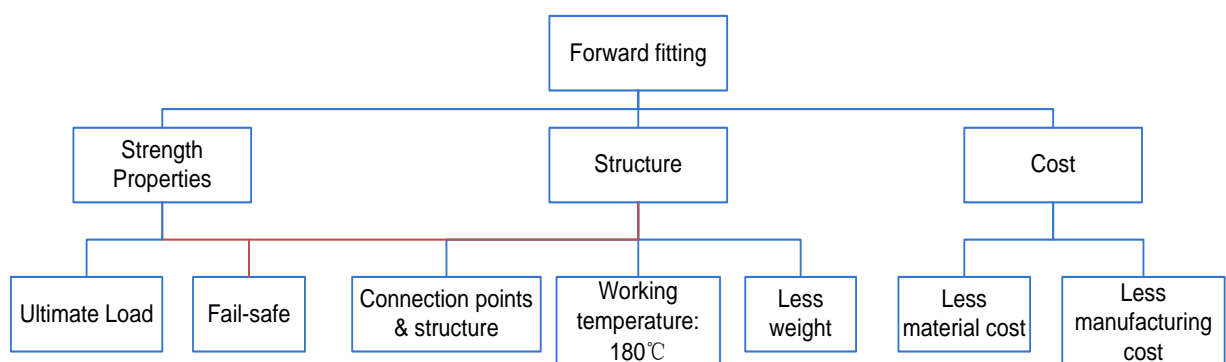 Forward fitting
Strength
Properties
Structure
Cost
Ultimate Load
Fail-safe
Connection points
& structure
Working
temperature:
180℃
Less
weight
Less
material cost
Less
manufacturing
cost